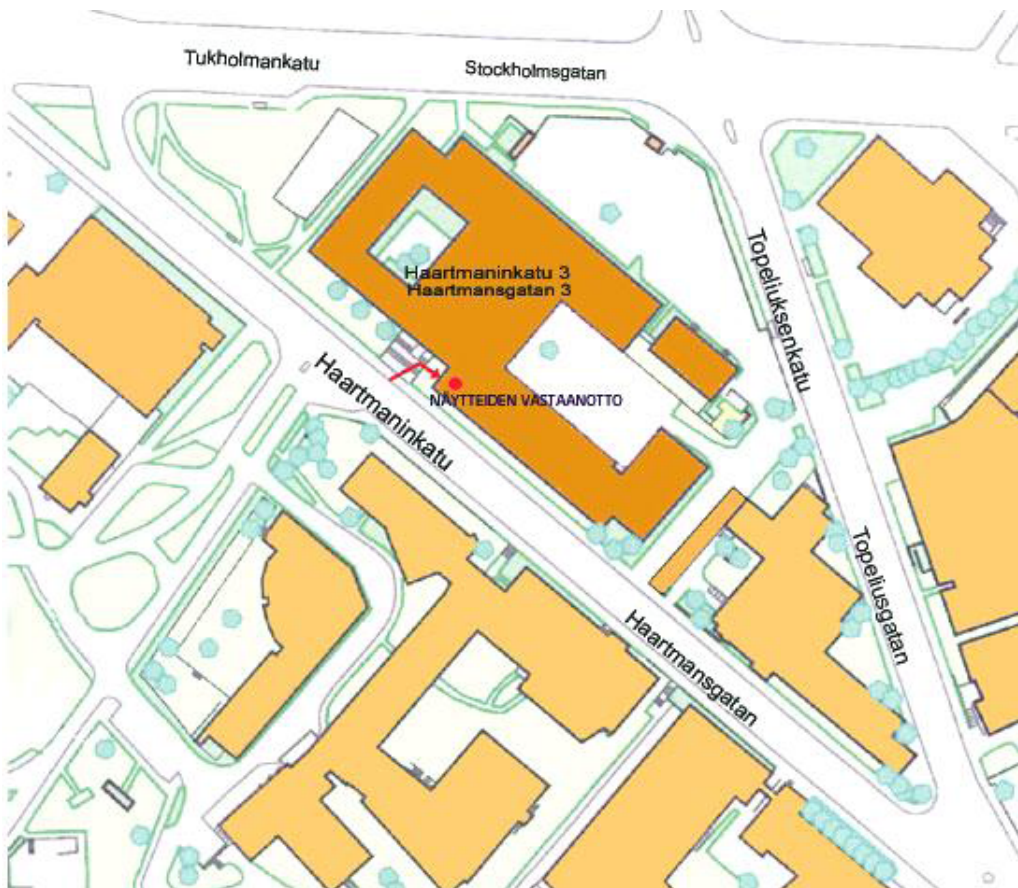 Tukholmankatu
Stockholmsgatan
Topeliuksenkatu
Haartmaninkatu 3
Haartmansgatan 3
NÄYTTEIDEN VASTAANOTTO
Haartmaninkatu
Topeliusgatan
Haartmansgatan